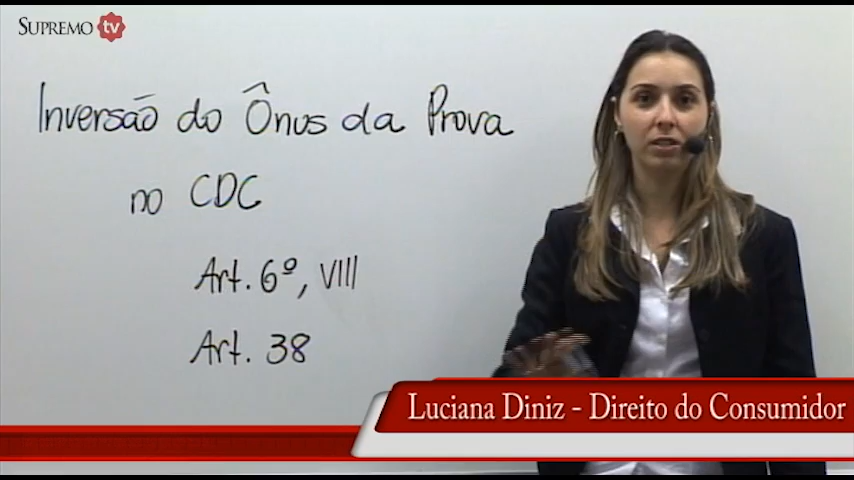 SUPREMO tv
Inversão do Ônus da Prova
no CDC
Art. 6º, VIII
Art. 38
Luciana Diniz - Direito do Consumidor